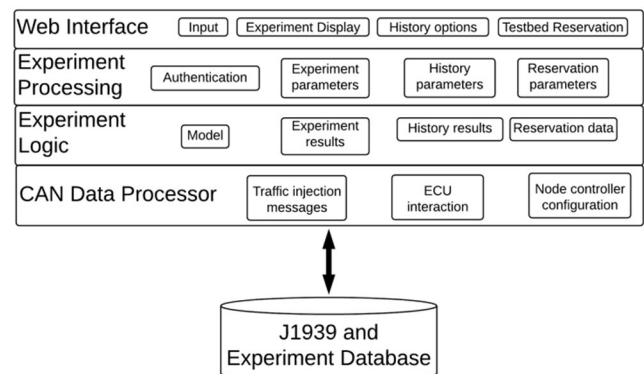 Web Interface
Input
Experiment Display
History options
Testbed Reservation
Experiment
Processing
Authentication
Experiment
parameters
History
parameters
Reservation
parameters
Experiment
Logic
Model
Experiment
results
History results
Reservation data
CAN Data Processor
Traffic injection
messages
ECU
interaction
Node controller
configuration
J1939 and
Experiment Database